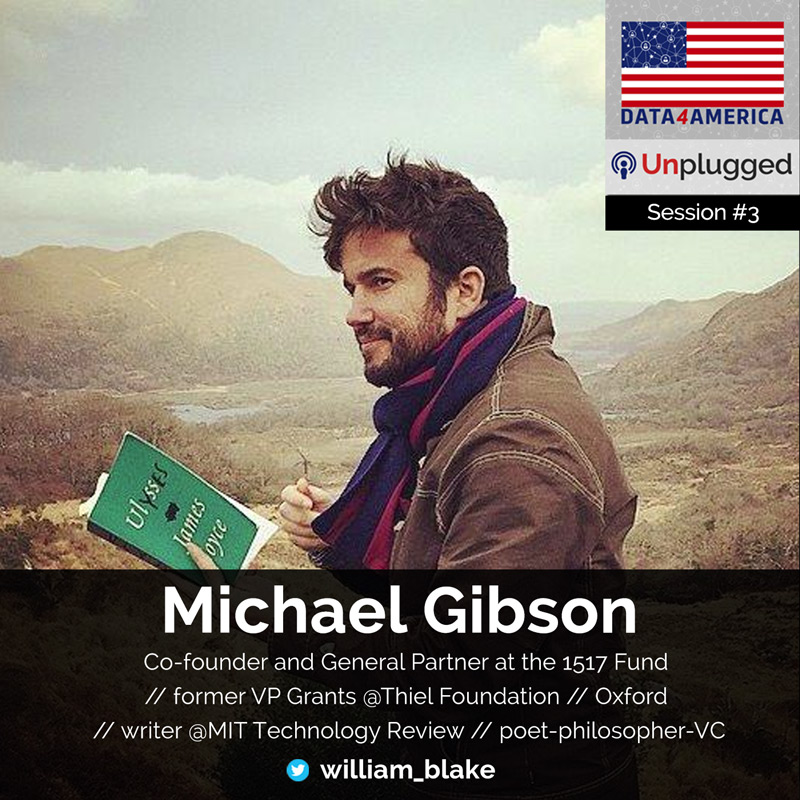 DATA4AMERICA
Unplugged
Session #3
Ulysses
James
Joyce
Michael Gibson
Co-founder and General Partner at the 1517 Fund
// former VP Grants @Thiel Foundation // Oxford
// writer @MIT Technology Review // poet-philosopher-VC
william_blake